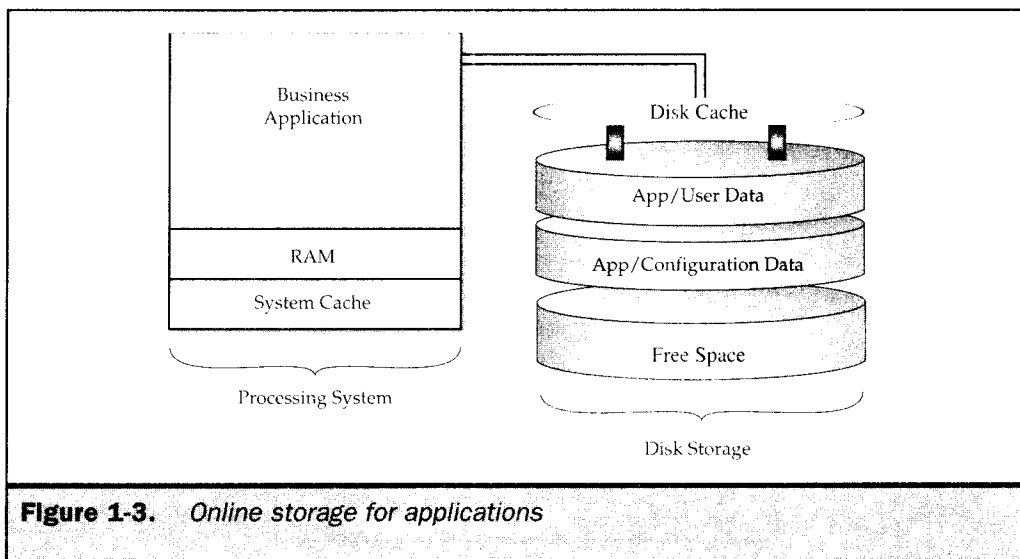 Business
Application
RAM
System Cache
Processing System
Disk Cache
App/User Data
App/Configuration Data
Free Space
Disk Storage
Figure 1-3. Online storage for applications